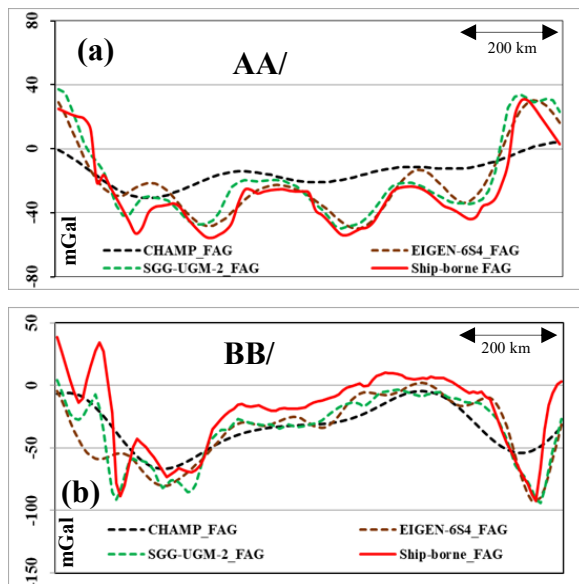 80
(a)
AA/
200 km
40
0
-40
mGal
CHAMP_FAG
EIGEN-6S4_FAG
SGG-UGM-2_FAG
Ship-borne FAG
-80
50
BB/
200 km
0
-50
-100
(b)
mGal
CHAMP_FAG
EIGEN-6S4_FAG
SGG-UGM-2_FAG
Ship-borne_FAG
-150